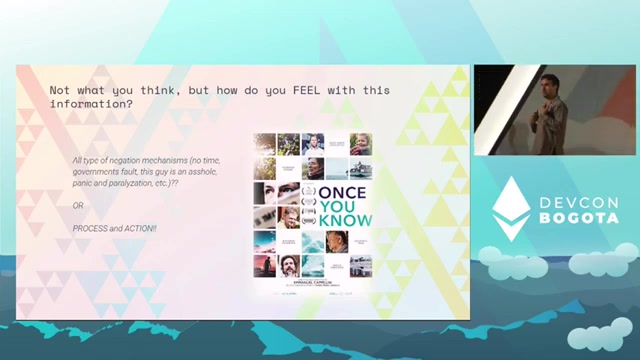 Not what you think, but how do you FEEL with this
information?
All type of negation mechanisms (no time,
governments fault, this guy is an asshole,
panic and paralyzation, etc.)??
OR
PROCESS and ACTION!!
ONCE
YOU
KNOW
EMMANUEL CAPPELLIN
DEVCON
BOGOTA